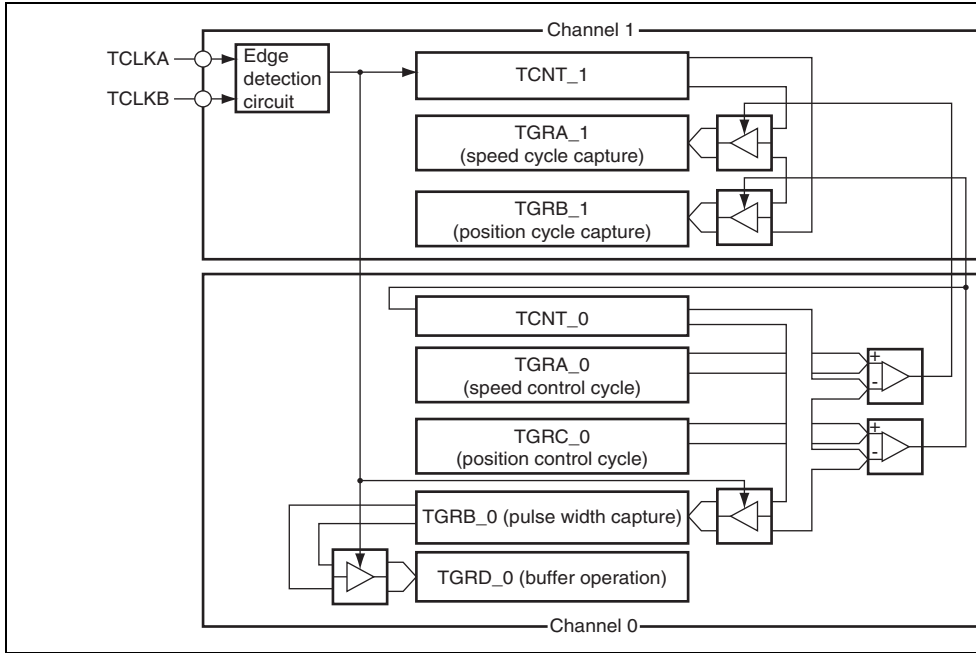 Channel 1
TCLKA
TCLKB
Edge
detection
circuit
TCNT_1
TGRA_1
(speed cycle capture)
TGRB_1
(position cycle capture)
TCNT_0
TGRA_0
(speed control cycle)
+
-
TGRC_0
(position control cycle)
+
-
TGRB_0 (pulse width capture)
TGRD_0 (buffer operation)
Channel 0